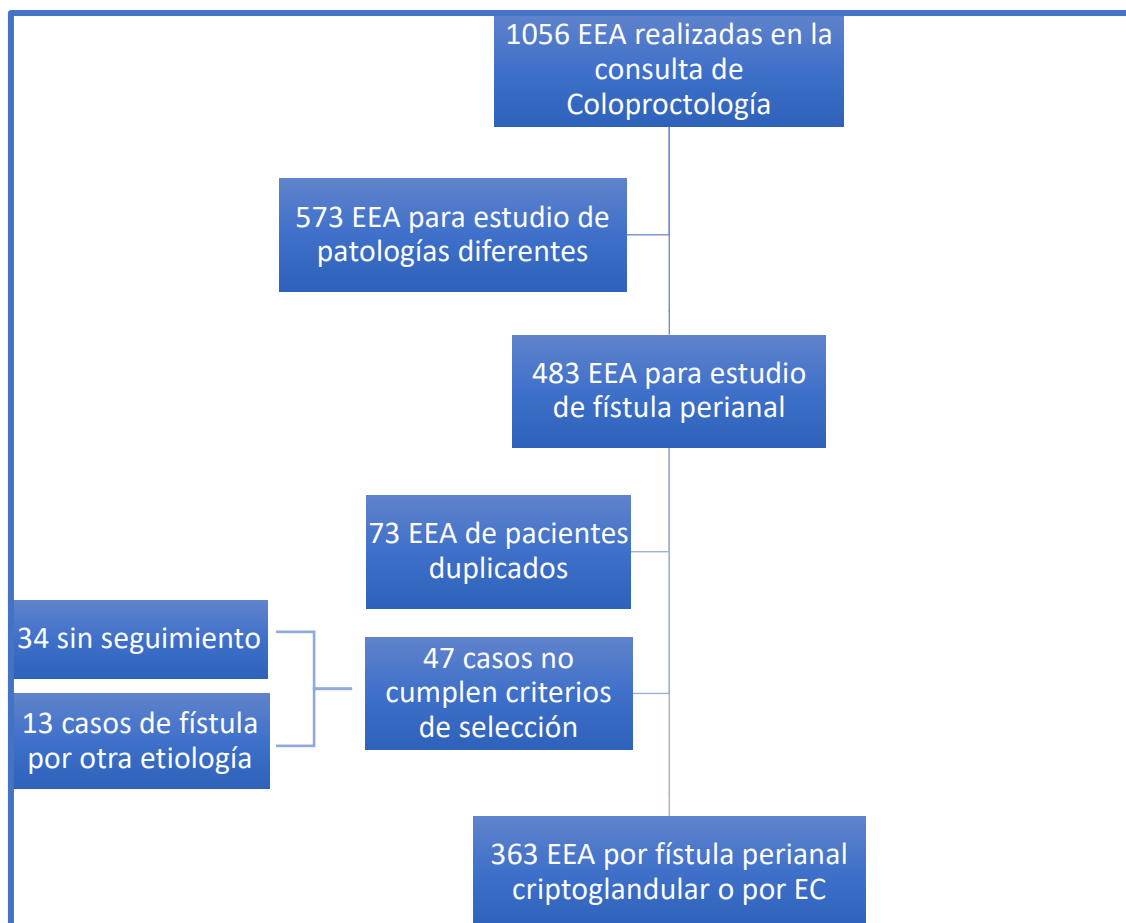 1056 EEA realizadas en la
consulta de
Coloproctología
573 EEA para estudio de
patologías diferentes
483 EEA para estudio
de fístula perianal
73 EEA de pacientes
duplicados
34 sin seguimiento
13 casos de fístula
por otra etiología
47 casos no
cumplen criterios
de selección
363 EEA por fístula perianal
criptoglandular o por EC